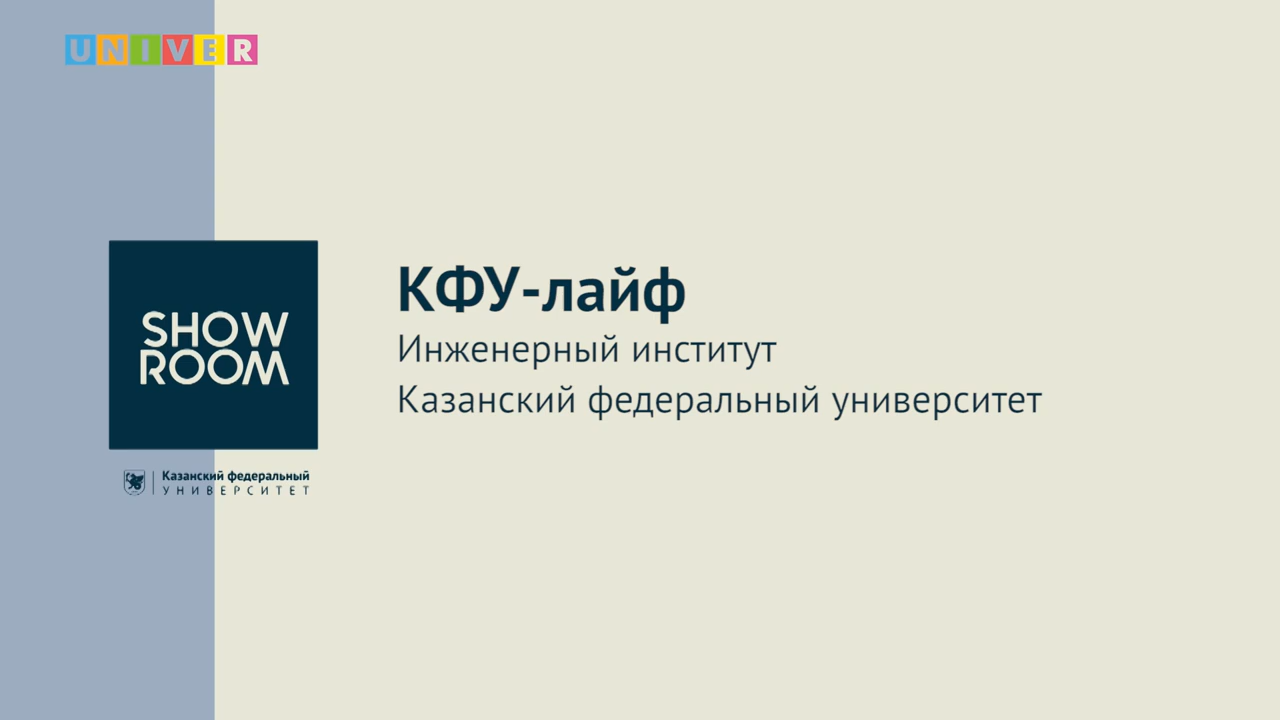 UNIVER
SHOW
ROOM
КФУ-лайф
Инженерный институт
Казанский федеральный университет
Казанский федеральный
УНИВЕРСИТЕТ